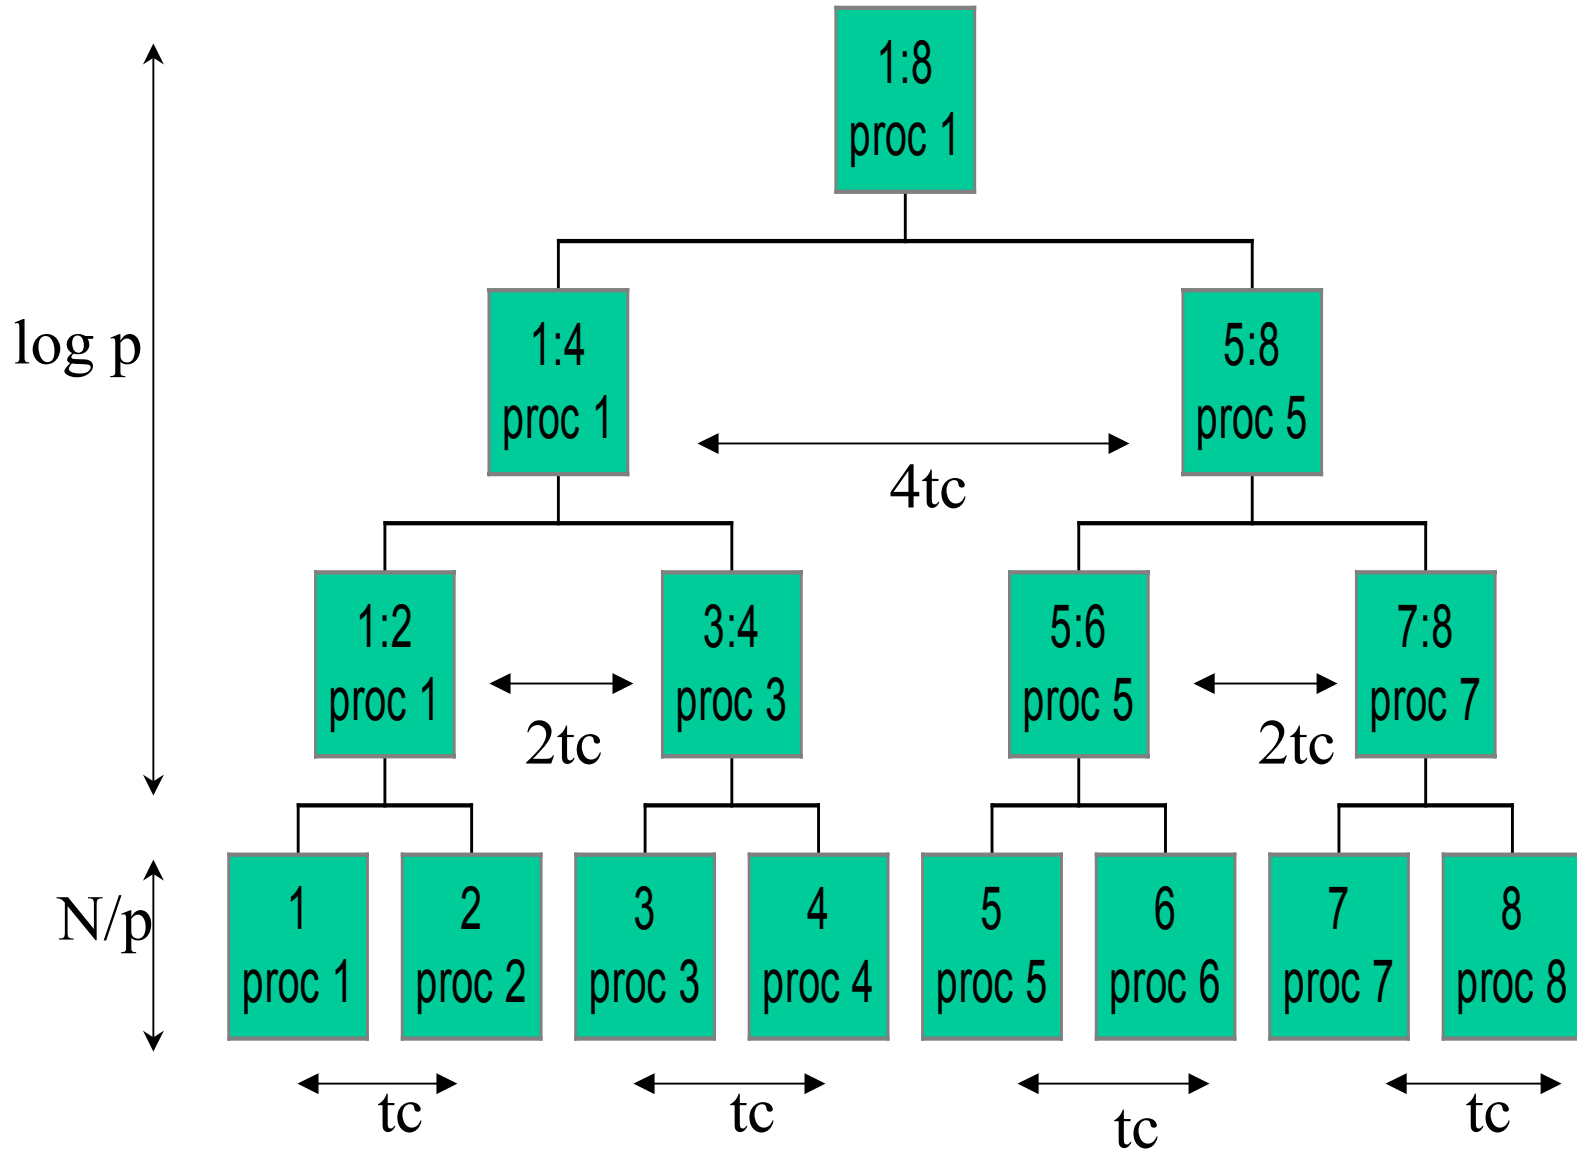 1:8
proc 1
log p
1:4
proc 1
5:8
proc 5
4tc
1:2
proc 1
3:4
proc 3
5:6
proc 5
7:8
proc 7
2tc
2tc
N/p
1
proc 1
2
proc 2
3
proc 3
4
proc 4
5
proc 5
6
proc 6
7
proc 7
8
proc 8
tc
tc
tc
tc